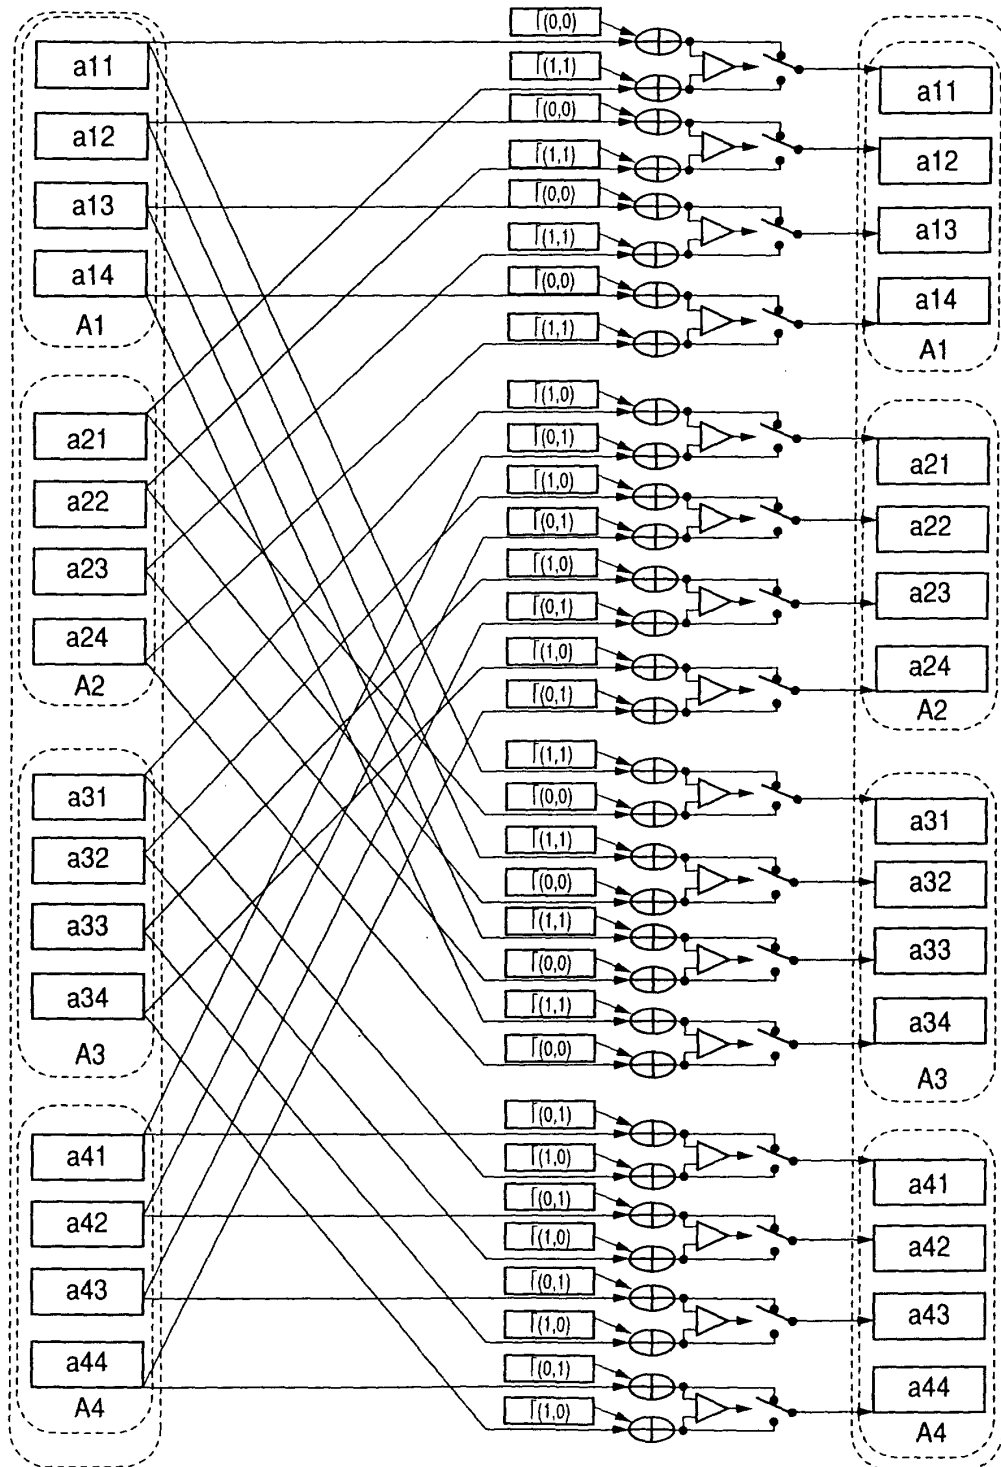 a11
a12
a13
a14
A1
a21
a22
a23
a24
A2
a31
a32
a33
a34
A3
a41
a42
a43
a44
A4
Γ(0,0)
Γ(1,1)
Γ(0,0)
Γ(1,1)
Γ(0,0)
Γ(1,1)
Γ(0,0)
Γ(1,1)
Γ(1,0)
Γ(0,1)
Γ(1,0)
Γ(0,1)
Γ(1,0)
Γ(0,1)
Γ(1,0)
Γ(0,1)
Γ(1,1)
Γ(0,0)
Γ(1,1)
Γ(0,0)
Γ(1,1)
Γ(0,0)
Γ(1,1)
Γ(0,0)
Γ(0,1)
Γ(1,0)
Γ(0,1)
Γ(1,0)
Γ(0,1)
Γ(1,0)
Γ(0,1)
Γ(1,0)
a11
a12
a13
a14
A1
a21
a22
a23
a24
A2
a31
a32
a33
a34
A3
a41
a42
a43
a44
A4